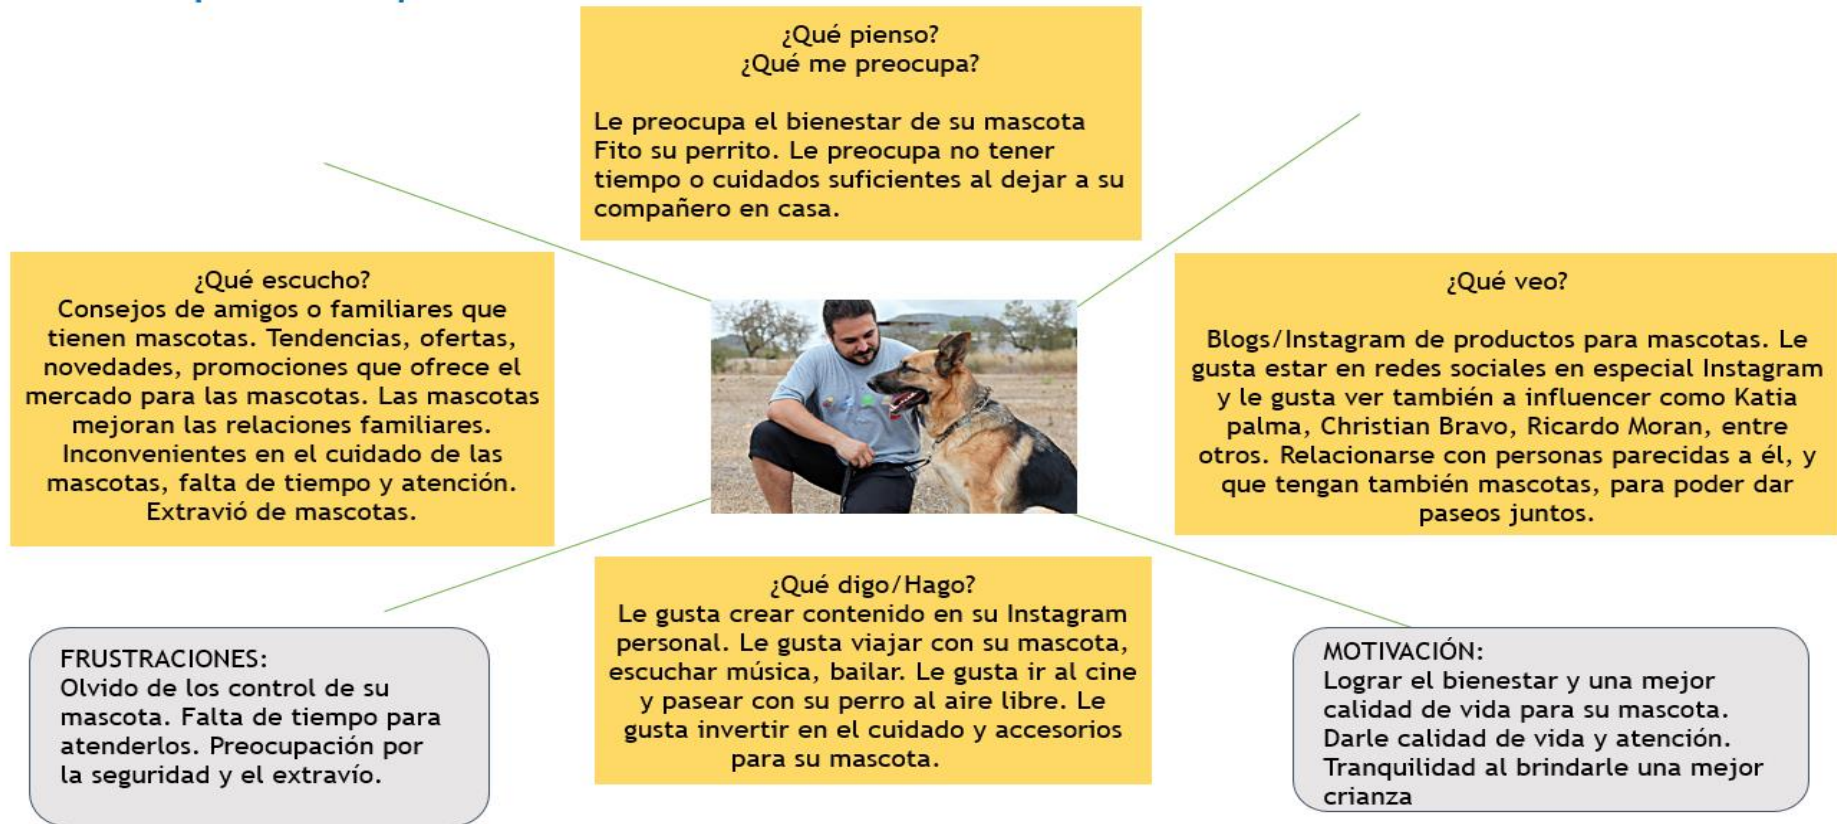 ¿Qué pienso?
¿Qué me preocupa?
Le preocupa el bienestar de su mascota
Fito su perrito. Le preocupa no tener
tiempo o cuidados suficientes al dejar a su
compañero en casa.
¿Qué escucho?
Consejos de amigos o familiares que
tienen mascotas. Tendencias, ofertas,
novedades, promociones que ofrece el
mercado para las mascotas. Las mascotas
mejoran las relaciones familiares.
Inconvenientes en el cuidado de las
mascotas, falta de tiempo y atención.
Extravió de mascotas.
¿Qué veo?
Blogs/Instagram de productos para mascotas. Le
gusta estar en redes sociales en especial Instagram
y le gusta ver también a influencer como Katia
palma, Christian Bravo, Ricardo Moran, entre
otros. Relacionarse con personas parecidas a él, y
que tengan también mascotas, para poder dar
paseos juntos.
¿Qué digo/Hago?
Le gusta crear contenido en su Instagram
personal. Le gusta viajar con su mascota,
escuchar música, bailar. Le gusta ir al cine
y pasear con su perro al aire libre. Le
gusta invertir en el cuidado y accesorios
para su mascota.
FRUSTRACIONES:
Olvido de los control de su
mascota. Falta de tiempo para
atenderlos. Preocupación por
la seguridad y el extravío.
MOTIVACIÓN:
Lograr el bienestar y una mejor
calidad de vida para su mascota.
Darle calidad de vida y atención.
Tranquilidad al brindarle una mejor
crianza